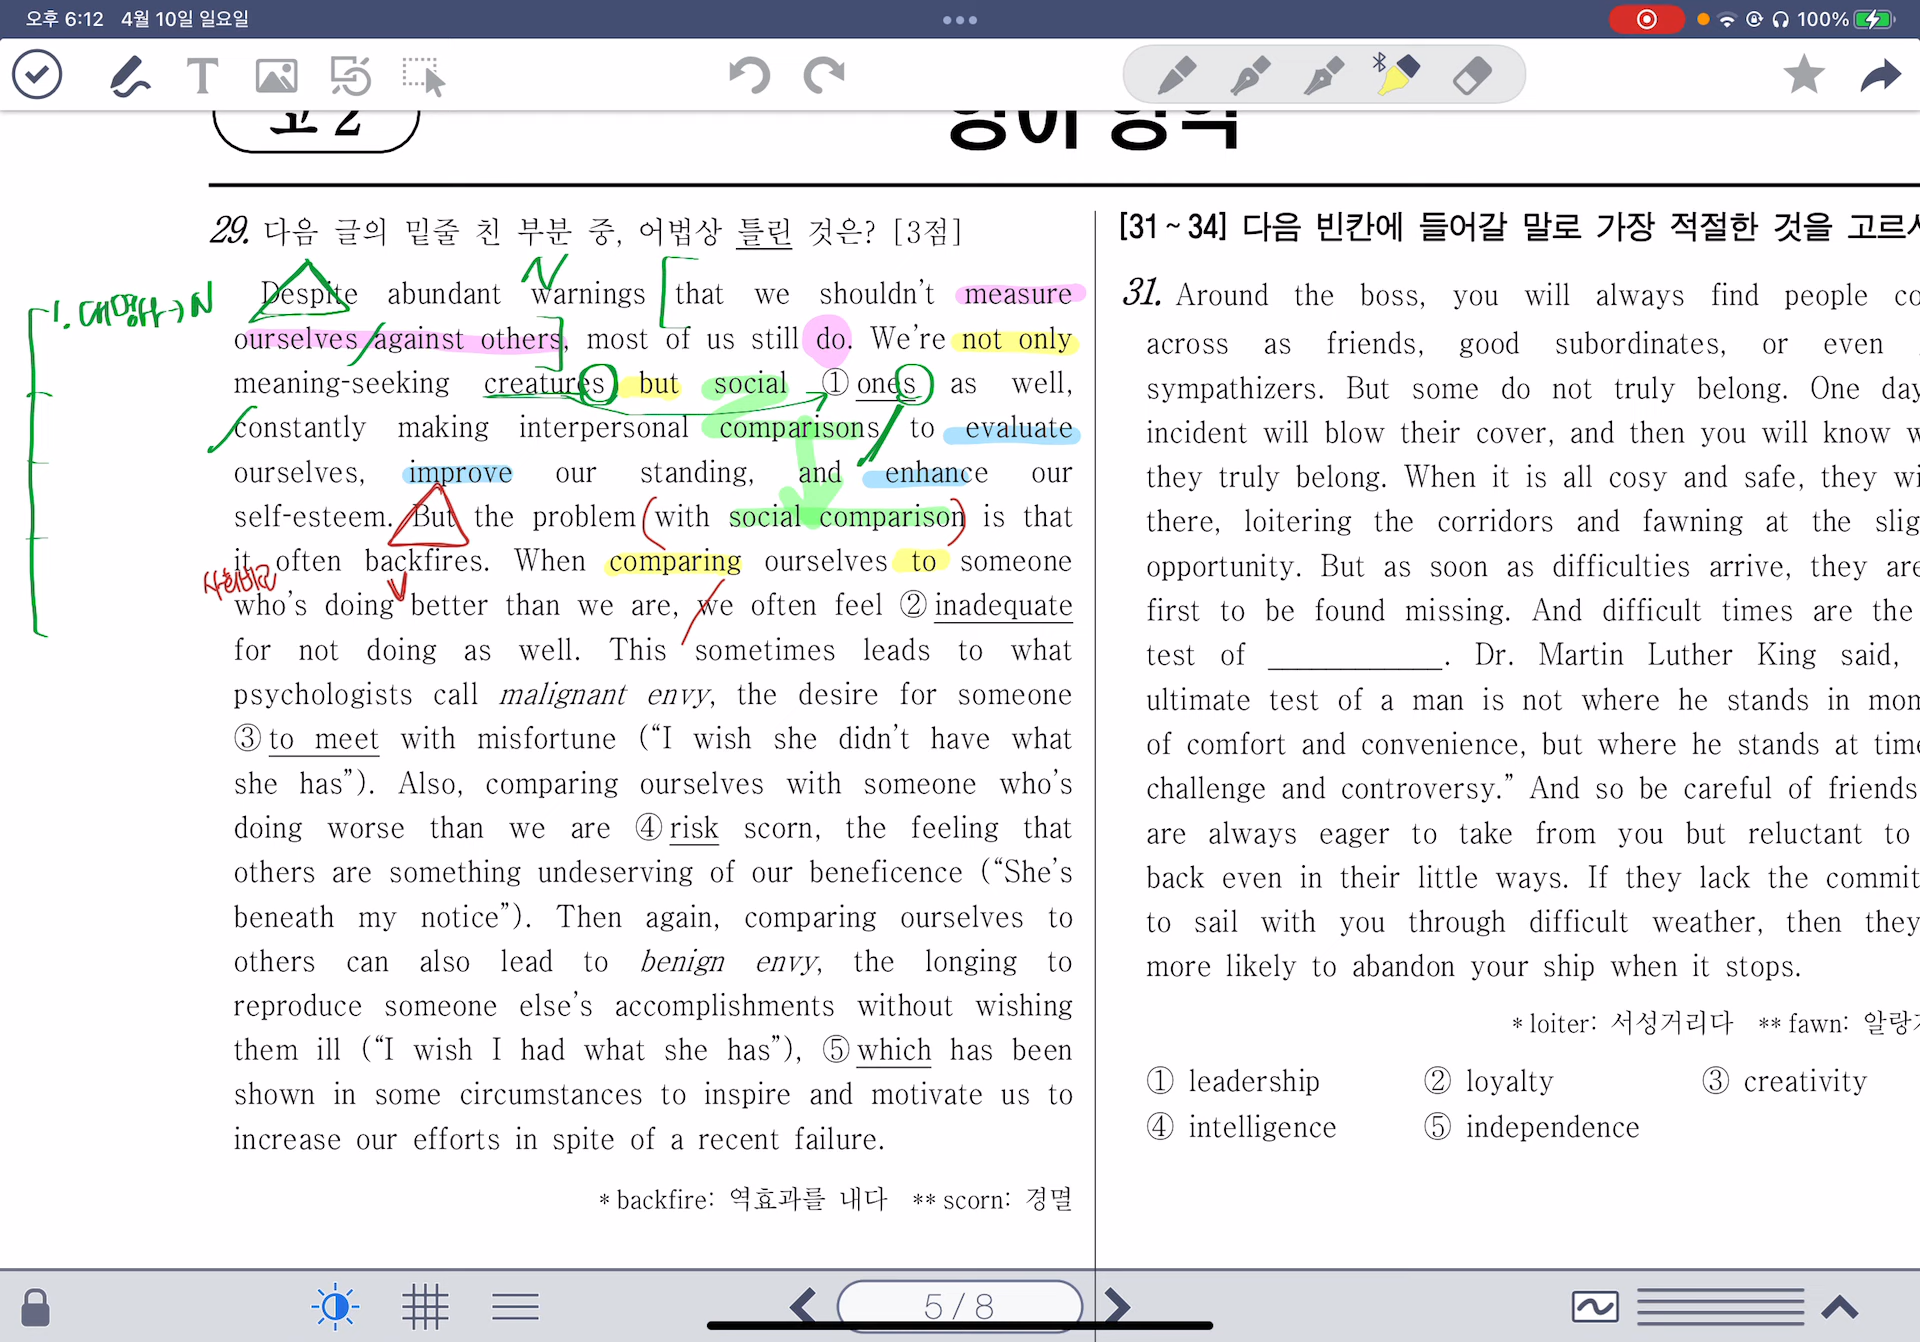 오후 6:12 4월 10일 일요일
100%
고 2
영어 영역
29. 다음 글의 밑줄 친 부분 중, 어법상 틀린 것은? [3점]
N
1. 대명사→N
Despite abundant warnings that we shouldn't measure
ourselves against others, most of us still do. We're not only
meaning-seeking creatures but social ① ones as well,
constantly making interpersonal comparisons to evaluate
ourselves, improve our standing, and enhance our
self-esteem. But the problem (with social comparison) is that
it often backfires. When comparing ourselves to someone
사회비교
who's doing better than we are, we often feel ② inadequate
for not doing as well. This sometimes leads to what
psychologists call malignant envy, the desire for someone
③ to meet with misfortune (“I wish she didn't have what
she has”). Also, comparing ourselves with someone who's
doing worse than we are ④ risk scorn, the feeling that
others are something undeserving of our beneficence (“She's
beneath my notice”). Then again, comparing ourselves to
others can also lead to benign envy, the longing to
reproduce someone else's accomplishments without wishing
them ill (“I wish I had what she has”), ⑤ which has been
shown in some circumstances to inspire and motivate us to
increase our efforts in spite of a recent failure.
* backfire: 역효과를 내다 ** scorn: 경멸
[31 ~ 34] 다음 빈칸에 들어갈 말로 가장 적절한 것을 고르
31. Around the boss, you will always find people co
across as friends, good subordinates, or even
sympathizers. But some do not truly belong. One day
incident will blow their cover, and then you will know w
they truly belong. When it is all cosy and safe, they wi
there, loitering the corridors and fawning at the slig
opportunity. But as soon as difficulties arrive, they are
first to be found missing. And difficult times are the
test of ____________. Dr. Martin Luther King said,
ultimate test of a man is not where he stands in mon
of comfort and convenience, but where he stands at time
challenge and controversy.” And so be careful of friends
are always eager to take from you but reluctant to
back even in their little ways. If they lack the commit
to sail with you through difficult weather, then they
more likely to abandon your ship when it stops.
* loiter: 서성거리다 ** fawn: 알랑
① leadership ② loyalty ③ creativity
④ intelligence ⑤ independence
5 / 8